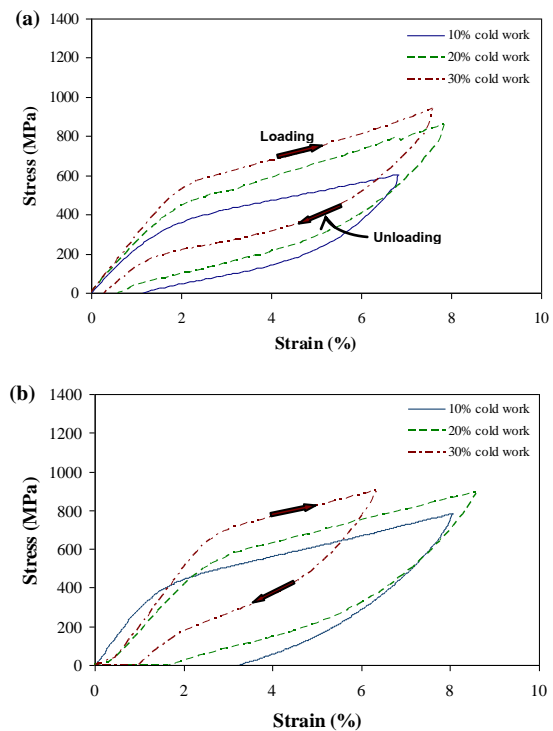 (a)
1400
1200
1000
800
600
400
200
0
Stress (MPa)
10% cold work
20% cold work
30% cold work
Loading
Unloading
0 2 4 6 8 10
Strain (%)
(b)
1400
1200
1000
800
600
400
200
0
Stress (MPa)
10% cold work
20% cold work
30% cold work
0 2 4 6 8 10
Strain (%)